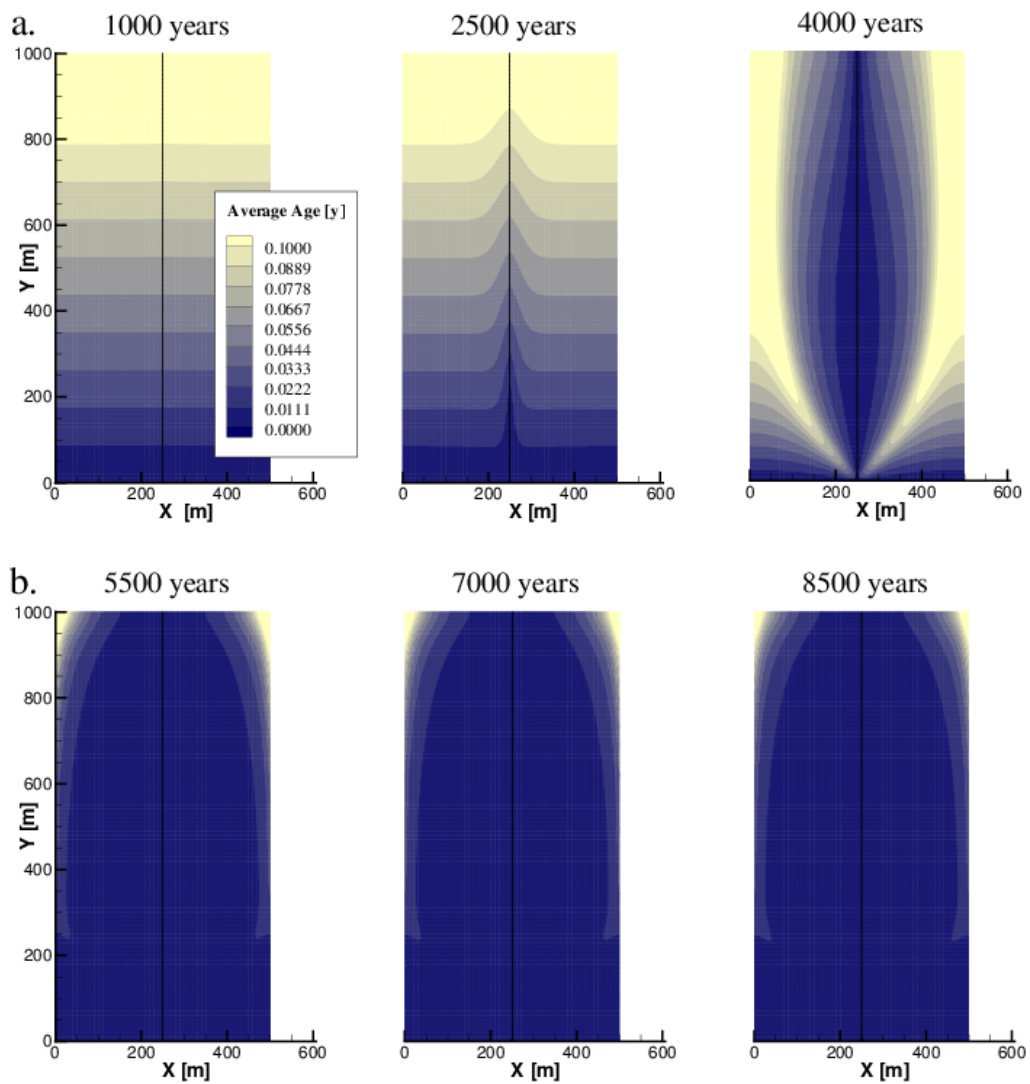 a.
1000 years
2500 years
4000 years
1000
800
600
400
200
0
Y [m]
Average Age [y]
0.1000
0.0889
0.0778
0.0667
0.0556
0.0444
0.0333
0.0222
0.0111
0.0000
0 200 400 600
X [m]
0 200 400 600
X [m]
0 200 400 600
X [m]
b.
5500 years
7000 years
8500 years
1000
800
600
400
200
0
Y [m]
0 200 400 600
X [m]
0 200 400 600
X [m]
0 200 400 600
X [m]